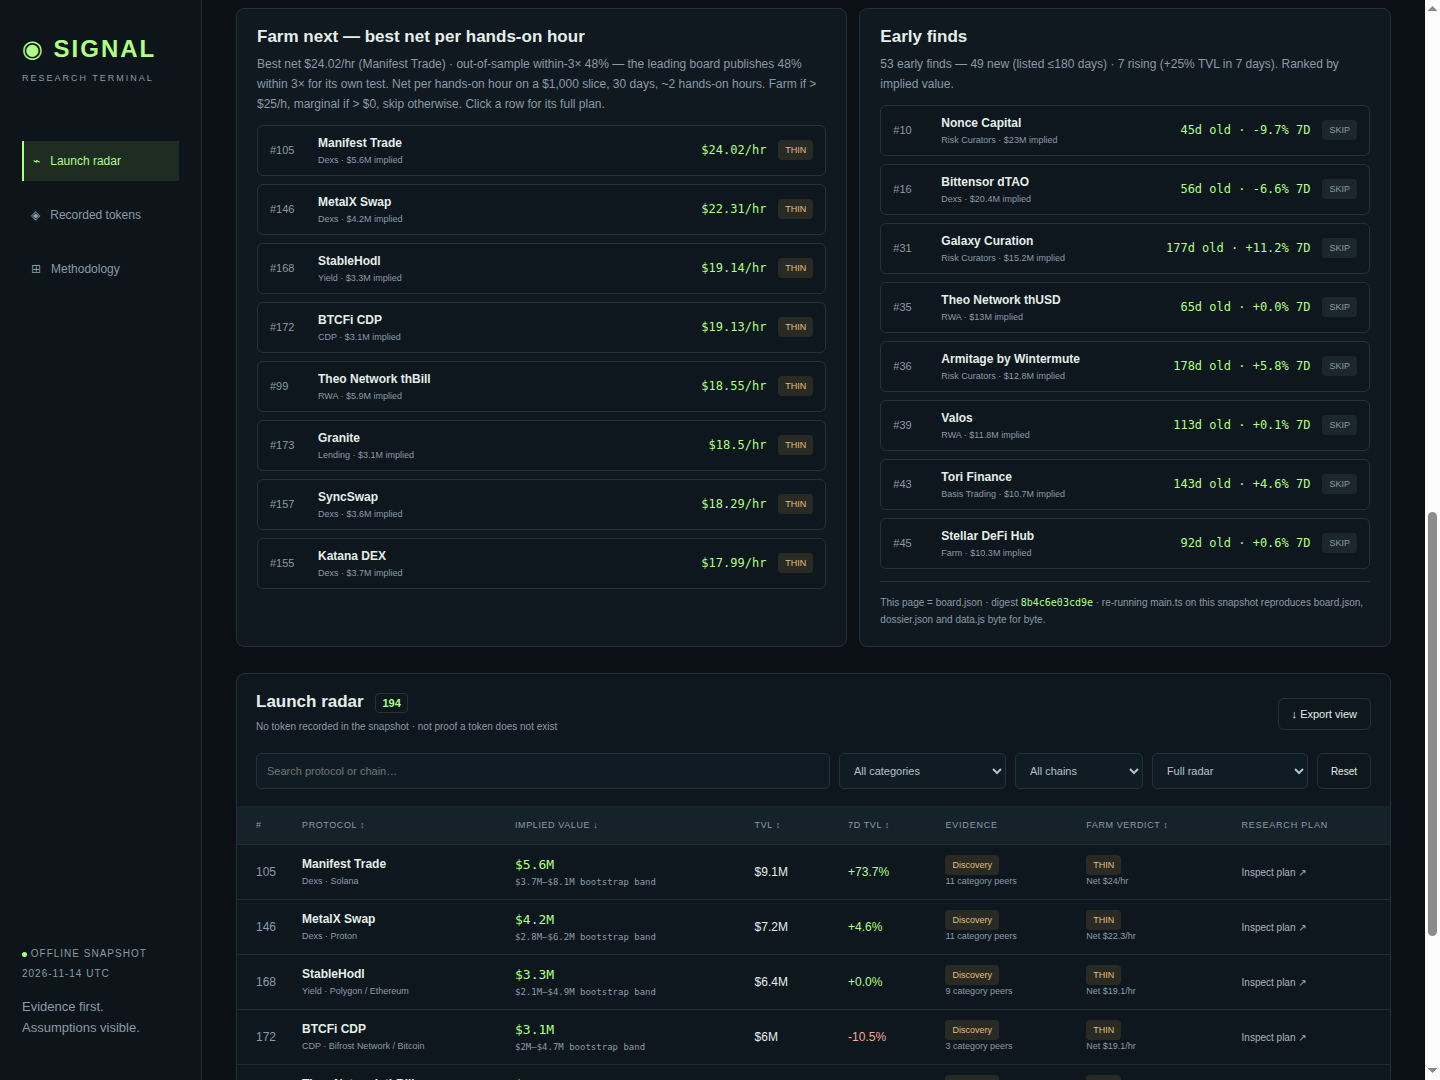 ◉ SIGNAL
RESEARCH TERMINAL
⌁ Launch radar
◈ Recorded tokens
⊞ Methodology
OFFLINE SNAPSHOT
2026-11-14 UTC
Evidence first.
Assumptions visible.
Farm next — best net per hands-on hour
Best net $24.02/hr (Manifest Trade) · out-of-sample within-3× 48% — the leading board publishes 48%
within 3× for its own test. Net per hands-on-hour on a $1,000 slice, 30 days, ~2 hands-on hours. Farm if >
$25/h, marginal if > $0, skip otherwise. Click a row for its full plan.
#105 Manifest Trade $24.02/hr THIN
Dexs · $5.6M implied
#146 MetalX Swap $22.31/hr THIN
Dexs · $4.2M implied
#168 StableHodl $19.14/hr THIN
Yield · $3.3M implied
#172 BTCFi CDP $19.13/hr THIN
CDP · $3.1M implied
#99 Theo Network thBill $18.55/hr THIN
RWA · $5.9M implied
#173 Granite $18.5/hr THIN
Lending · $3.1M implied
#157 SyncSwap $18.29/hr THIN
Dexs · $3.6M implied
#155 Katana DEX $17.99/hr THIN
Dexs · $3.7M implied
Early finds
53 early finds — 49 new (listed ≤180 days) · 7 rising (+25% TVL in 7 days). Ranked by
implied value.
#10 Nonce Capital 45d old · -9.7% 7D SKIP
Risk Curators · $23M implied
#16 Bittensor dTAO 56d old · -6.6% 7D SKIP
Dexs · $20.4M implied
#31 Galaxy Curation 177d old · +11.2% 7D SKIP
Risk Curators · $15.2M implied
#35 Theo Network thUSD 65d old · +0.0% 7D SKIP
RWA · $13M implied
#36 Armitage by Wintermute 178d old · +5.8% 7D SKIP
Risk Curators · $12.8M implied
#39 Valos 113d old · +0.1% 7D SKIP
RWA · $11.8M implied
#43 Tori Finance 143d old · +4.6% 7D SKIP
Basis Trading · $10.7M implied
#45 Stellar DeFi Hub 92d old · +0.6% 7D SKIP
Farm · $10.3M implied
This page = board.json · digest 8b4c6e03cd9e · re-running main.ts on this snapshot reproduces board.json,
dossier.json and data.js byte for byte.
Launch radar 194
No token recorded in the snapshot · not proof a token does not exist
↓ Export view
Search protocol or chain… All categories All chains Full radar Reset
# PROTOCOL ↕ IMPLIED VALUE ↓ TVL ↕ 7D TVL ↕ EVIDENCE FARM VERDICT ↕ RESEARCH PLAN
105 Manifest Trade $5.6M $9.1M +73.7% Discovery THIN Inspect plan ↗
Dexs · Solana $3.7M–$8.1M bootstrap band 11 category peers Net $24/hr
146 MetalX Swap $4.2M $7.2M +4.6% Discovery THIN Inspect plan ↗
Dexs · Proton $2.8M–$6.2M bootstrap band 11 category peers Net $22.3/hr
168 StableHodl $3.3M $6.4M +0.0% Discovery THIN Inspect plan ↗
Yield · Polygon / Ethereum $2.1M–$4.9M bootstrap band 9 category peers Net $19.1/hr
172 BTCFi CDP $3.1M $6M -10.5% Discovery THIN Inspect plan ↗
CDP · Bifrost Network / Bitcoin $2M–$4.7M bootstrap band 3 category peers Net $19.1/hr